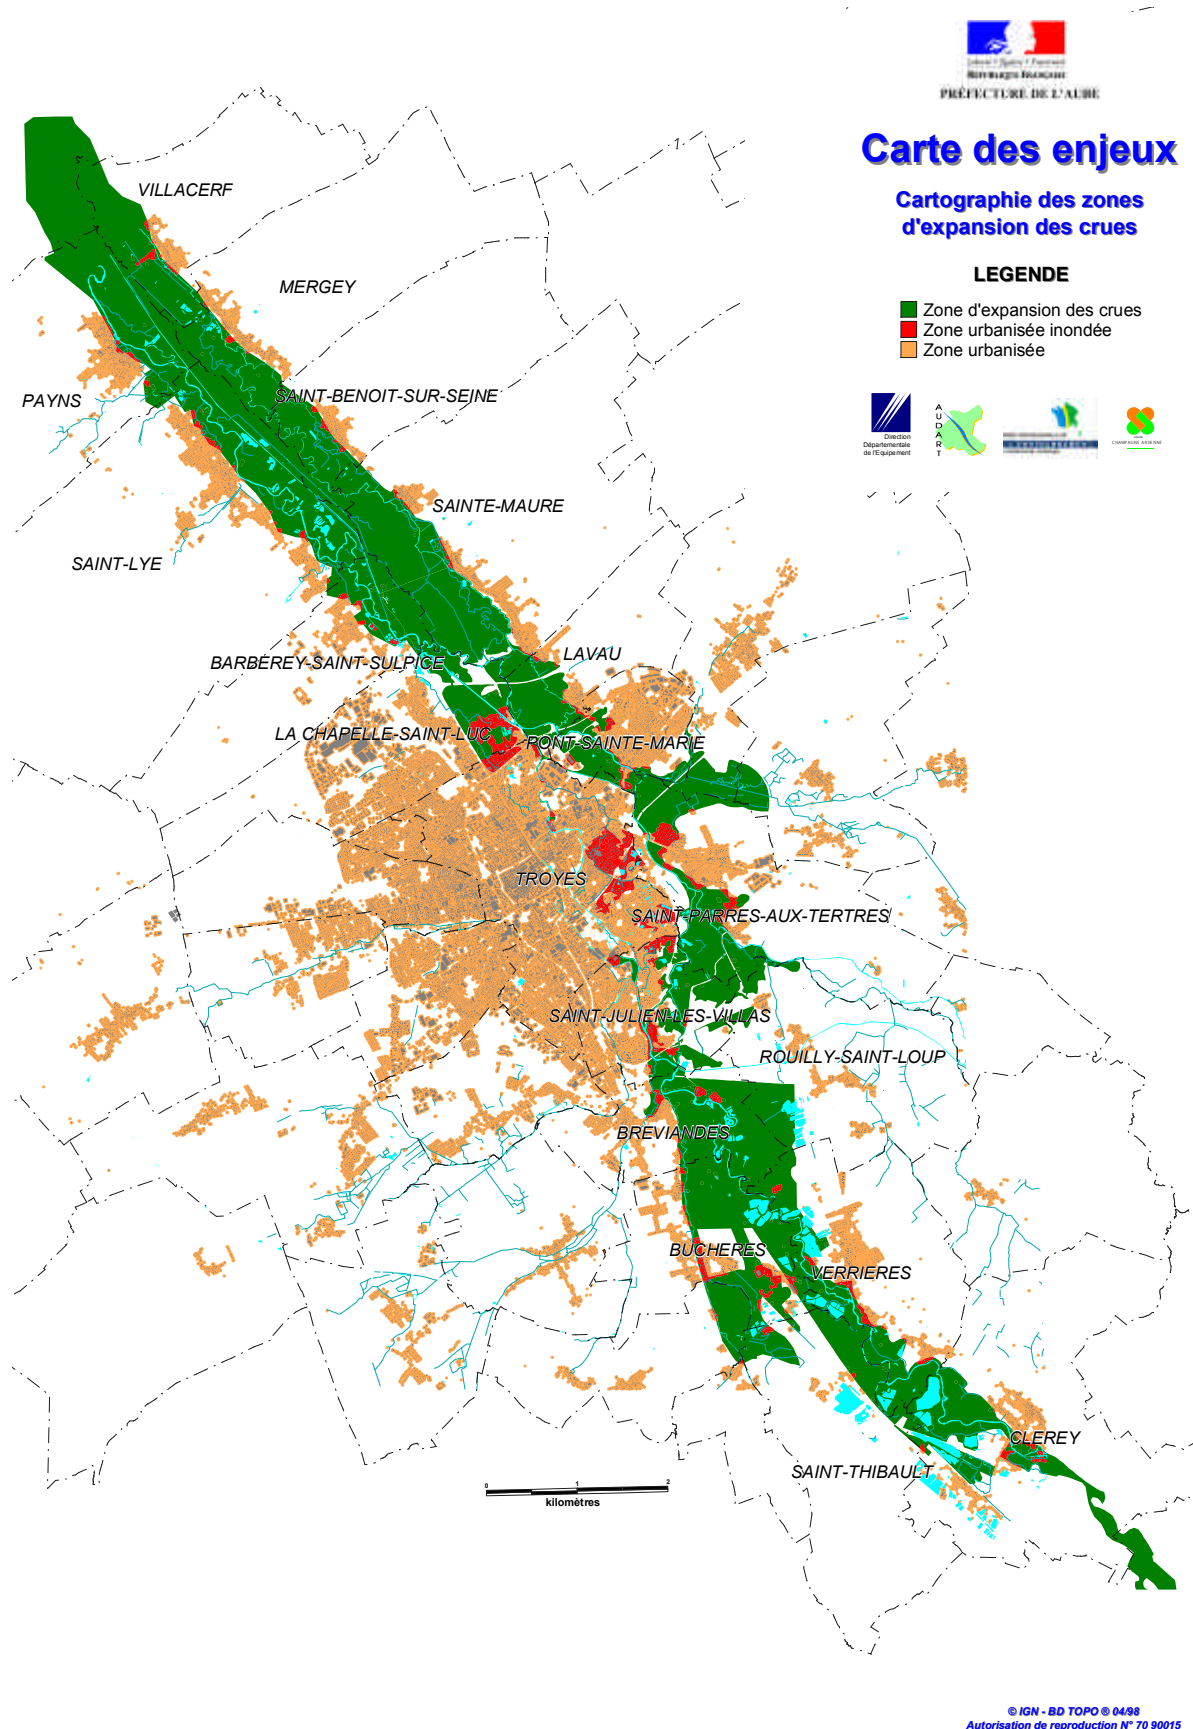 RÉPUBLIQUE FRANÇAISE
PRÉFECTURE DE L'AUBE
Carte des enjeux
Cartographie des zones
d'expansion des crues
LEGENDE
Zone d'expansion des crues
Zone urbanisée inondée
Zone urbanisée
Direction
Départementale
de l'Equipement
AUDART
CHAMPAGNE ARDENNE
VILLACERF
MERGEY
PAYNS
SAINT-BENOIT-SUR-SEINE
SAINTE-MAURE
SAINT-LYE
BARBEREY-SAINT-SULPICE
LAVAU
LA CHAPELLE-SAINT-LUC
PONT-SAINTE-MARIE
TROYES
SAINT-PARRES-AUX-TERTRES
SAINT-JULIEN-LES-VILLAS
ROUILLY-SAINT-LOUP
BREVIANDES
BUCHERES
VERRIERES
CLEREY
SAINT-THIBAULT
0 1 2
kilomètres
© IGN - BD TOPO ® 04/98
Autorisation de reproduction N° 70 90015